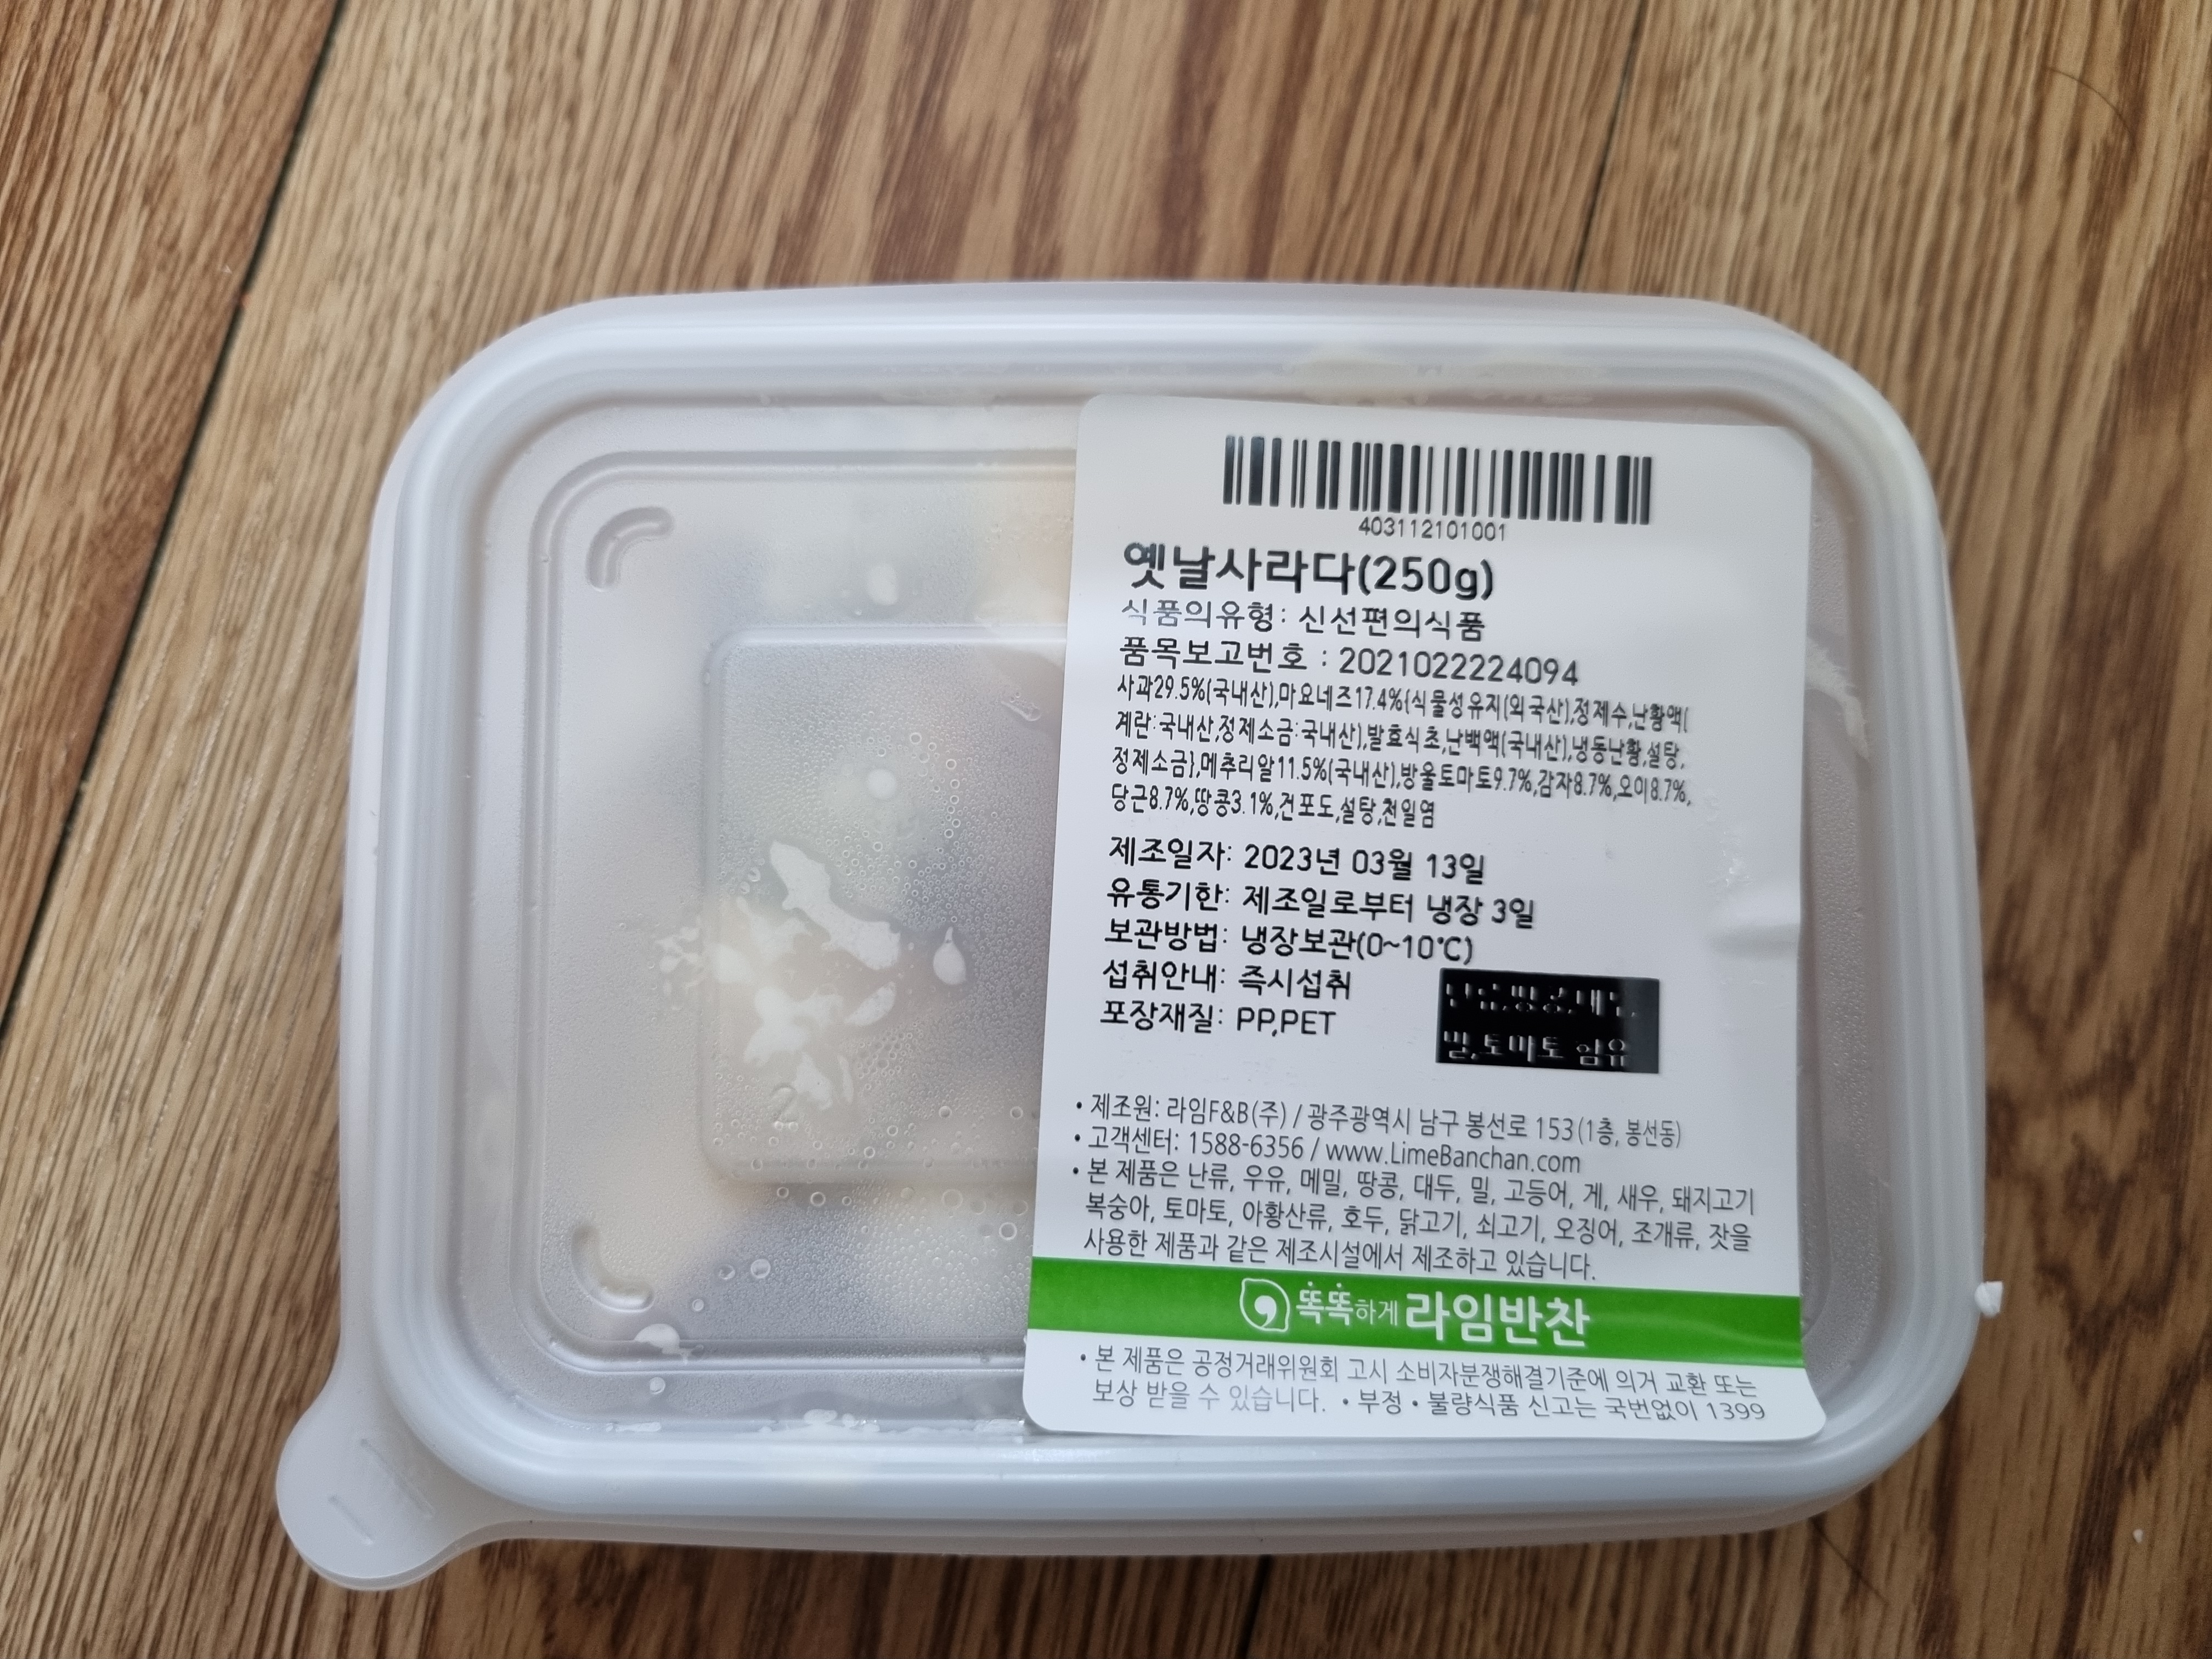 403112101001
옛날사라다(250g)
식품의유형: 신선편의식품
품목보고번호 : 2021022224094
사과29.5%(국내산),마요네즈17.4%{식물성유지(외국산),정제수,난황액(
계란:국내산,정제소금:국내산),발효식초,난백액(국내산),냉동난황,설탕,
정제소금},메추리알11.5%(국내산),방울토마토9.7%,감자8.7%,오이8.7%,
당근8.7%,땅콩3.1%,건포도,설탕,천일염
제조일자: 2023년 03월 13일
유통기한: 제조일로부터 냉장 3일
보관방법: 냉장보관(0~10℃)
섭취안내: 즉시섭취
포장재질: PP,PET
밀,토마토 함유
• 제조원: 라임F&B(주) / 광주광역시 남구 봉선로 153(1층, 봉선동)
• 고객센터: 1588-6356 / www.LimeBanchan.com
• 본 제품은 난류, 우유, 메밀, 땅콩, 대두, 밀, 고등어, 게, 새우, 돼지고기
복숭아, 토마토, 아황산류, 호두, 닭고기, 쇠고기, 오징어, 조개류, 잣을
사용한 제품과 같은 제조시설에서 제조하고 있습니다.
똑똑하게 라임반찬
• 본 제품은 공정거래위원회 고시 소비자분쟁해결기준에 의거 교환 또는
보상 받을 수 있습니다. • 부정 • 불량식품 신고는 국번없이 1399
2